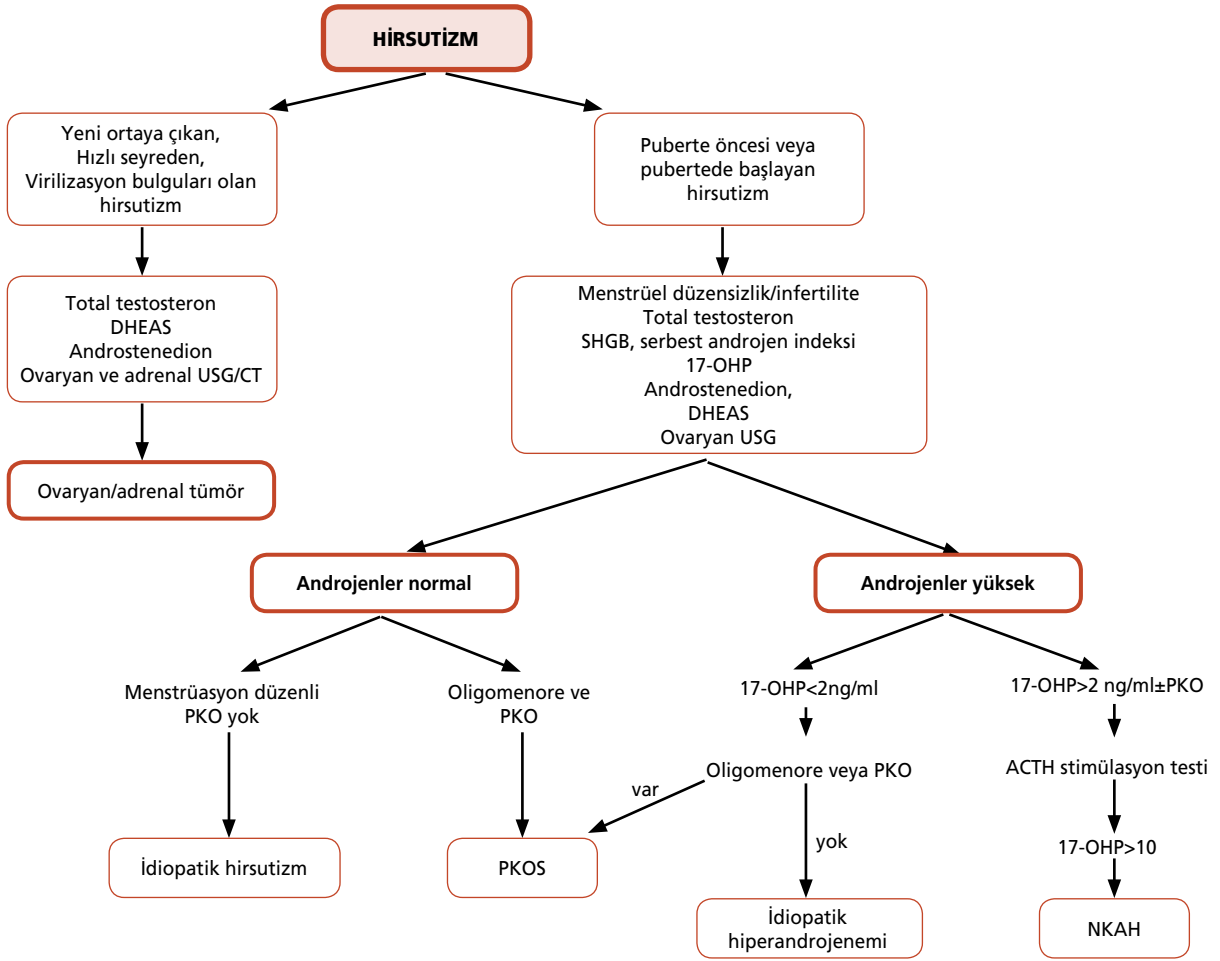 HİRSUTİZM
Yeni ortaya çıkan,
Hızlı seyreden,
Virilizasyon bulguları olan
hirsutizm
Puberte öncesi veya
pubertede başlayan
hirsutizm
Total testosteron
DHEAS
Androstenedion
Ovaryan ve adrenal USG/CT
Menstrüel düzensizlik/infertilite
Total testosteron
SHGB, serbest androjen indeksi
17-OHP
Androstenedion,
DHEAS
Ovaryan USG
Ovaryan/adrenal tümör
Androjenler normal
Androjenler yüksek
Menstrüasyon düzenli
PKO yok
Oligomenore ve
PKO
17-OHP<2ng/ml
17-OHP>2 ng/ml±PKO
Oligomenore veya PKO
ACTH stimülasyon testi
var
yok
17-OHP>10
İdiopatik hirsutizm
PKOS
İdiopatik
hiperandrojenemi
NKAH